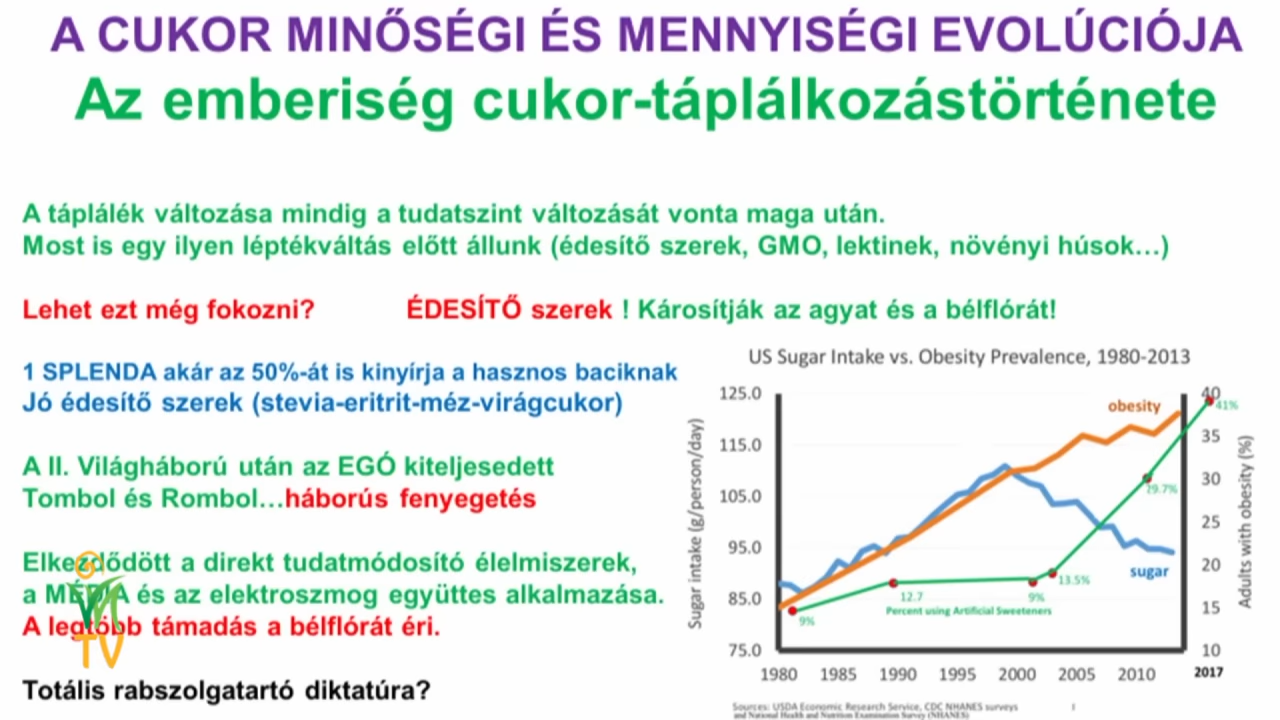 A CUKOR MINŐSÉGI ÉS MENNYISÉGI EVOLÚCIÓJA
Az emberiség cukor-táplálkozástörténete
A táplálék változása mindig a tudatszint változását vonta maga után.
Most is egy ilyen léptékváltás előtt állunk (édesítő szerek, GMO, lektinek, növényi húsok…)
Lehet ezt még fokozni? ÉDESÍTŐ szerek ! Károsítják az agyat és a bélflórát!
1 SPLENDA akár az 50%-át is kinyírja a hasznos baciknak
Jó édesítő szerek (stevia-eritrit-méz-virágcukor)
A II. Világháború után az EGÓ kiteljesedett
Tombol és Rombol…háborús fenyegetés
Elkezdődött a direkt tudatmódosító élelmiszerek,
a MÉDIA és az elektroszmog együttes alkalmazása.
A legtöbb támadás a bélflórát éri.
TV
Totális rabszolgatartó diktatúra?
US Sugar Intake vs. Obesity Prevalence, 1980-2013
Sugar intake (g/person/day)
125.0
115.0
105.0
95.0
85.0
75.0
obesity
sugar
9%
12.7
9%
13.5%
29.7%
41%
Percent using Artificial Sweeteners
40
35
30
25
20
15
10
Adults with obesity (%)
1980 1985 1990 1995 2000 2005 2010 2017
Sources: USDA Economic Research Service, CDC NHANES surveys
and National Health and Nutrition Examination Survey (NHANES)